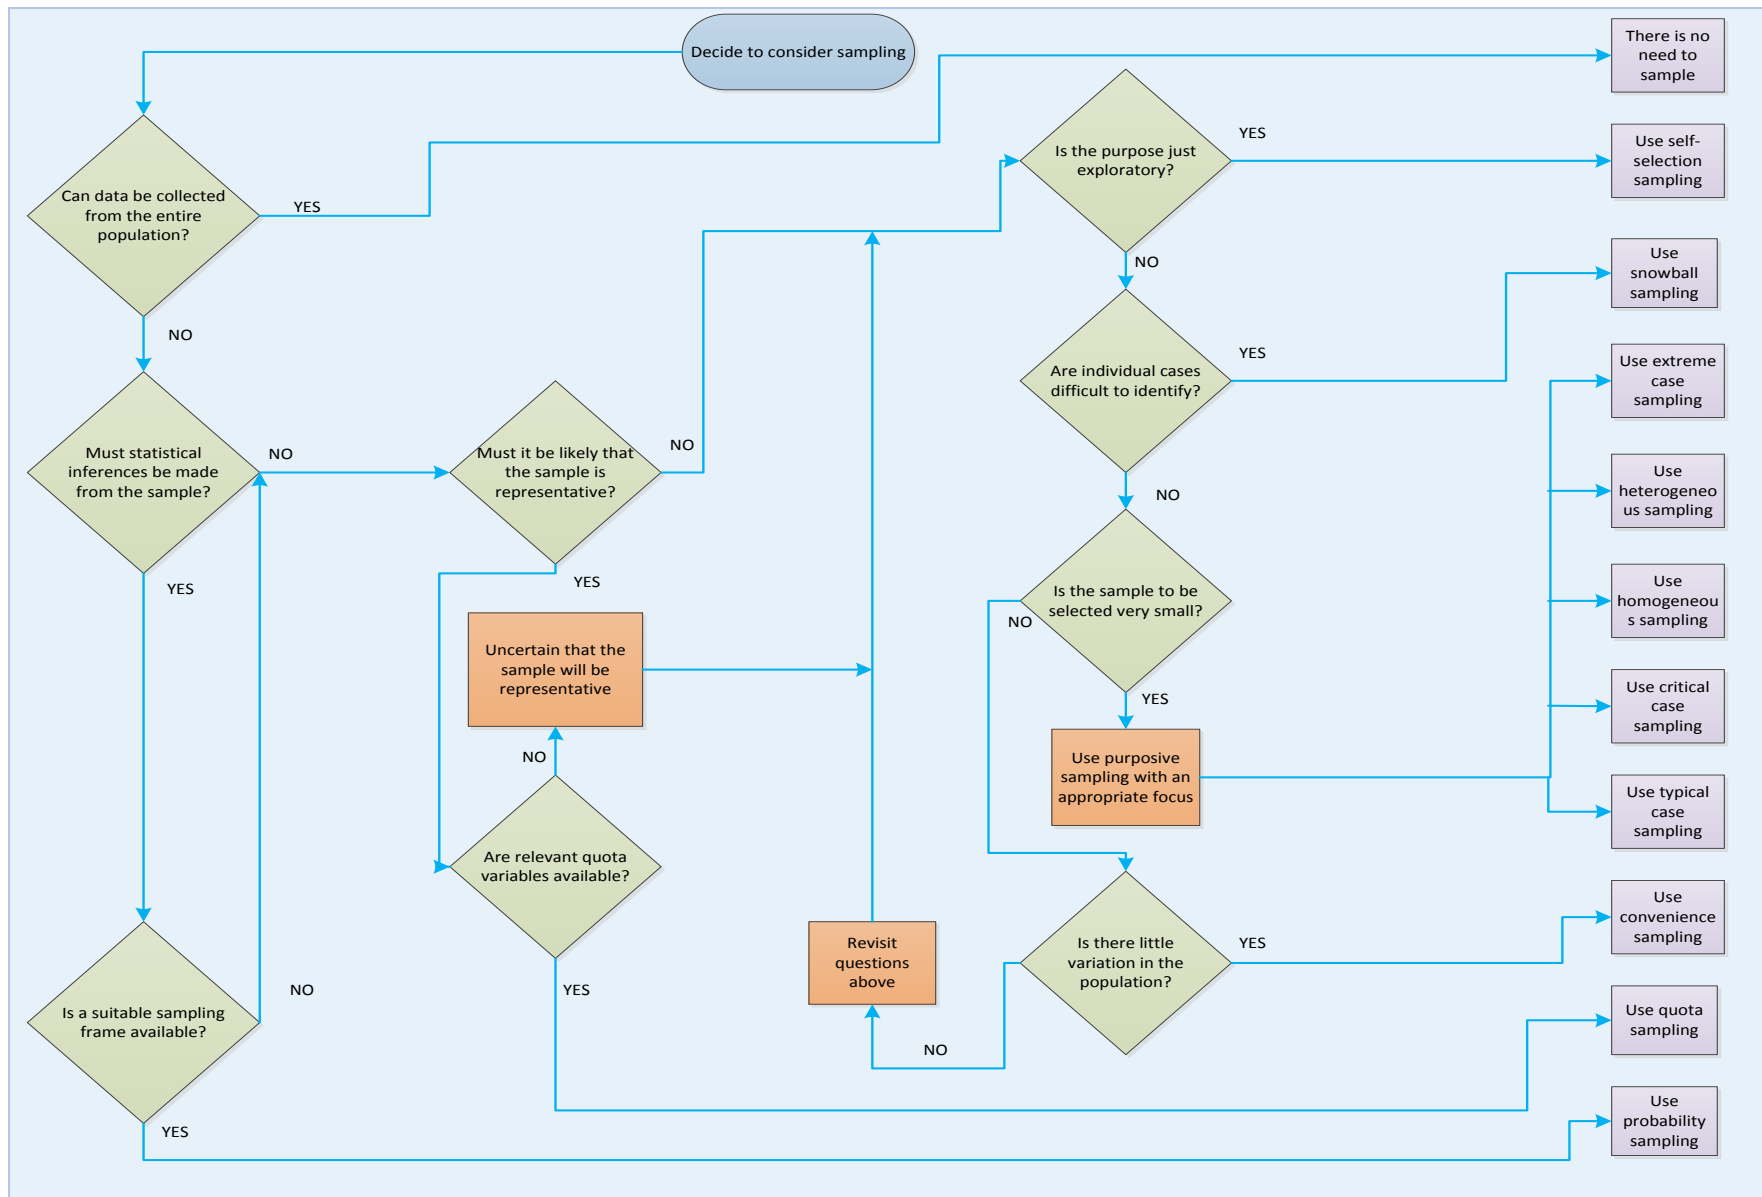 Decide to consider sampling
Can data be collected
from the entire
population?
YES
NO
Must statistical
inferences be made
from the sample?
NO
YES
Is a suitable sampling
frame available?
NO
YES
Must it be likely that
the sample is
representative?
NO
YES
Uncertain that the
sample will be
representative
NO
Are relevant quota
variables available?
YES
Revisit
questions
above
Is the purpose just
exploratory?
YES
NO
Are individual cases
difficult to identify?
YES
NO
Is the sample to be
selected very small?
NO
YES
Use purposive
sampling with an
appropriate focus
Is there little
variation in the
population?
YES
NO
There is no
need to
sample
Use self-
selection
sampling
Use
snowball
sampling
Use extreme
case
sampling
Use
heterogeneo
us sampling
Use
homogeneou
s sampling
Use critical
case
sampling
Use typical
case
sampling
Use
convenience
sampling
Use quota
sampling
Use
probability
sampling